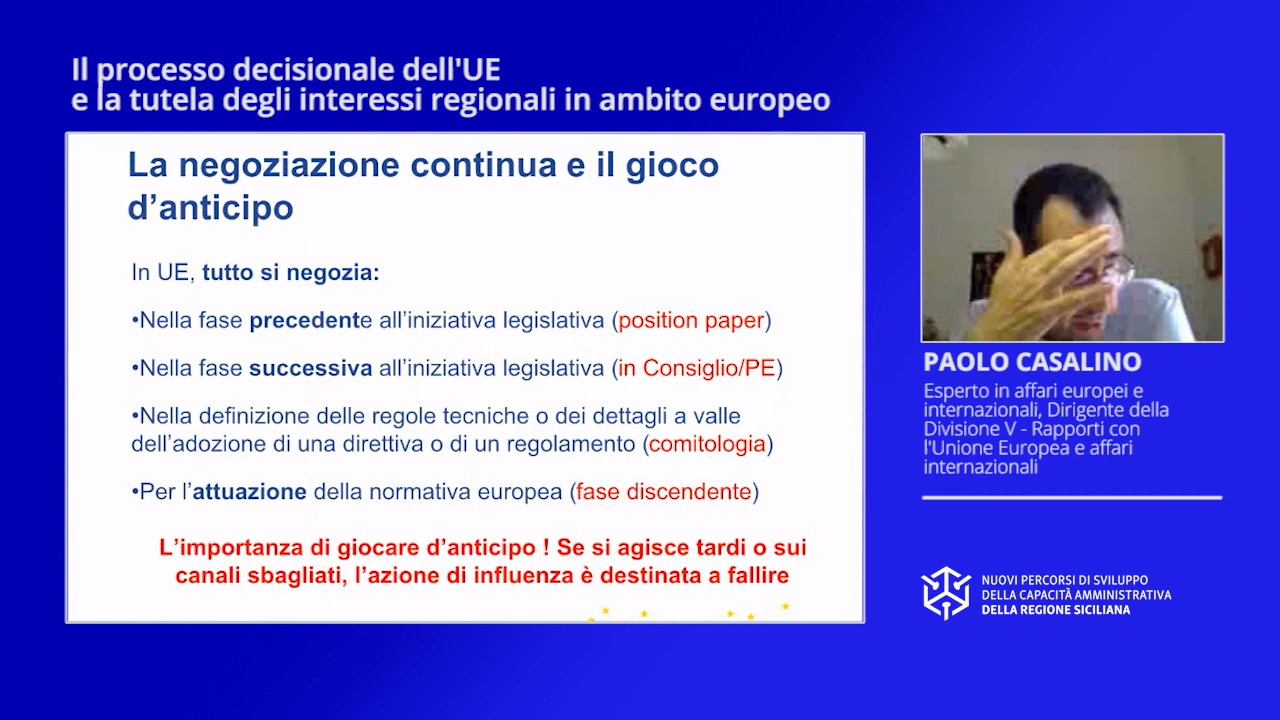 Il processo decisionale dell'UE
e la tutela degli interessi regionali in ambito europeo
La negoziazione continua e il gioco
d’anticipo
In UE, tutto si negozia:
•Nella fase precedente all’iniziativa legislativa (position paper)
•Nella fase successiva all’iniziativa legislativa (in Consiglio/PE)
•Nella definizione delle regole tecniche o dei dettagli a valle
dell’adozione di una direttiva o di un regolamento (comitologia)
•Per l’attuazione della normativa europea (fase discendente)
L’importanza di giocare d’anticipo ! Se si agisce tardi o sui
canali sbagliati, l’azione di influenza è destinata a fallire
PAOLO CASALINO
Esperto in affari europei e
internazionali, Dirigente della
Divisione V - Rapporti con
l'Unione Europea e affari
internazionali
NUOVI PERCORSI DI SVILUPPO
DELLA CAPACITÀ AMMINISTRATIVA
DELLA REGIONE SICILIANA